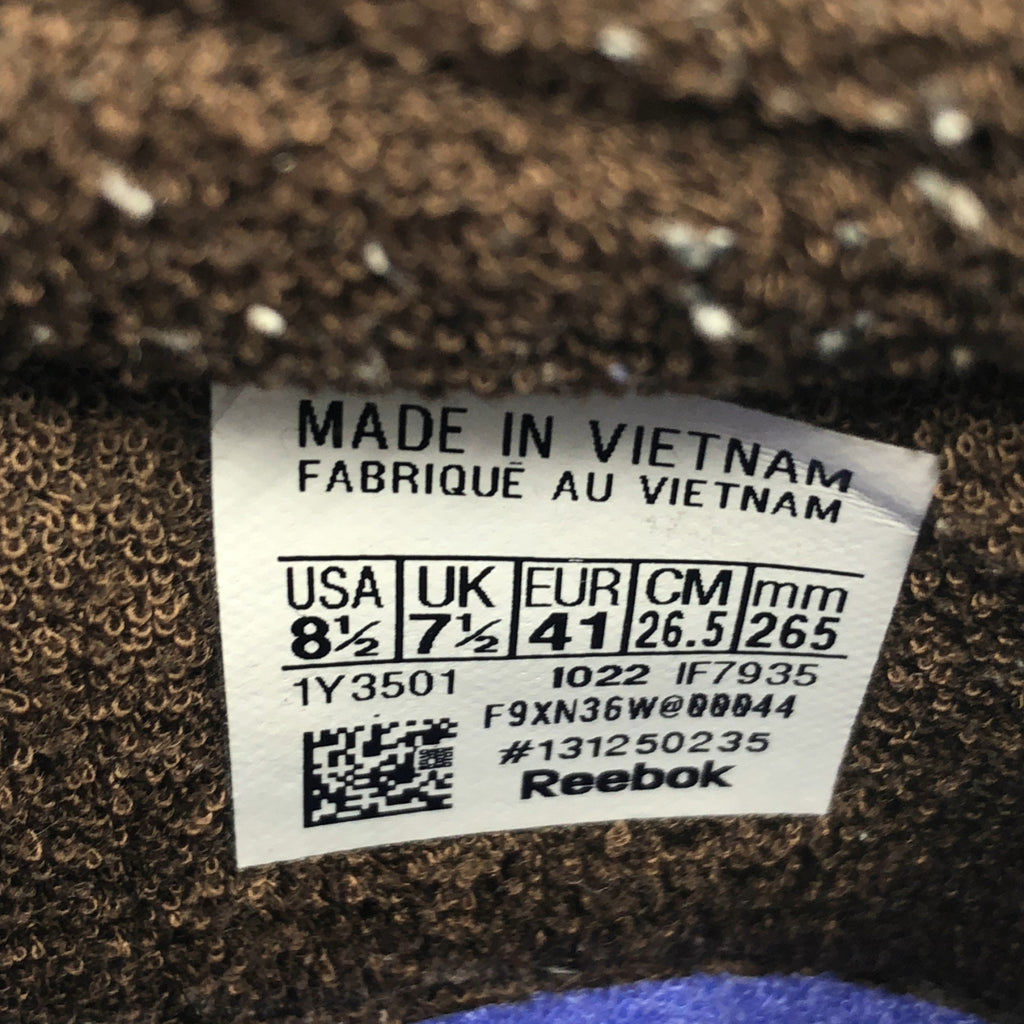 MADE IN VIETNAM
FABRIQUÉ AU VIETNAM
USA UK EUR CM mm
8½ 7½ 41 26.5 265
1Y3501 1022 IF7935
F9XN36W@00044
#131250235
Reebok